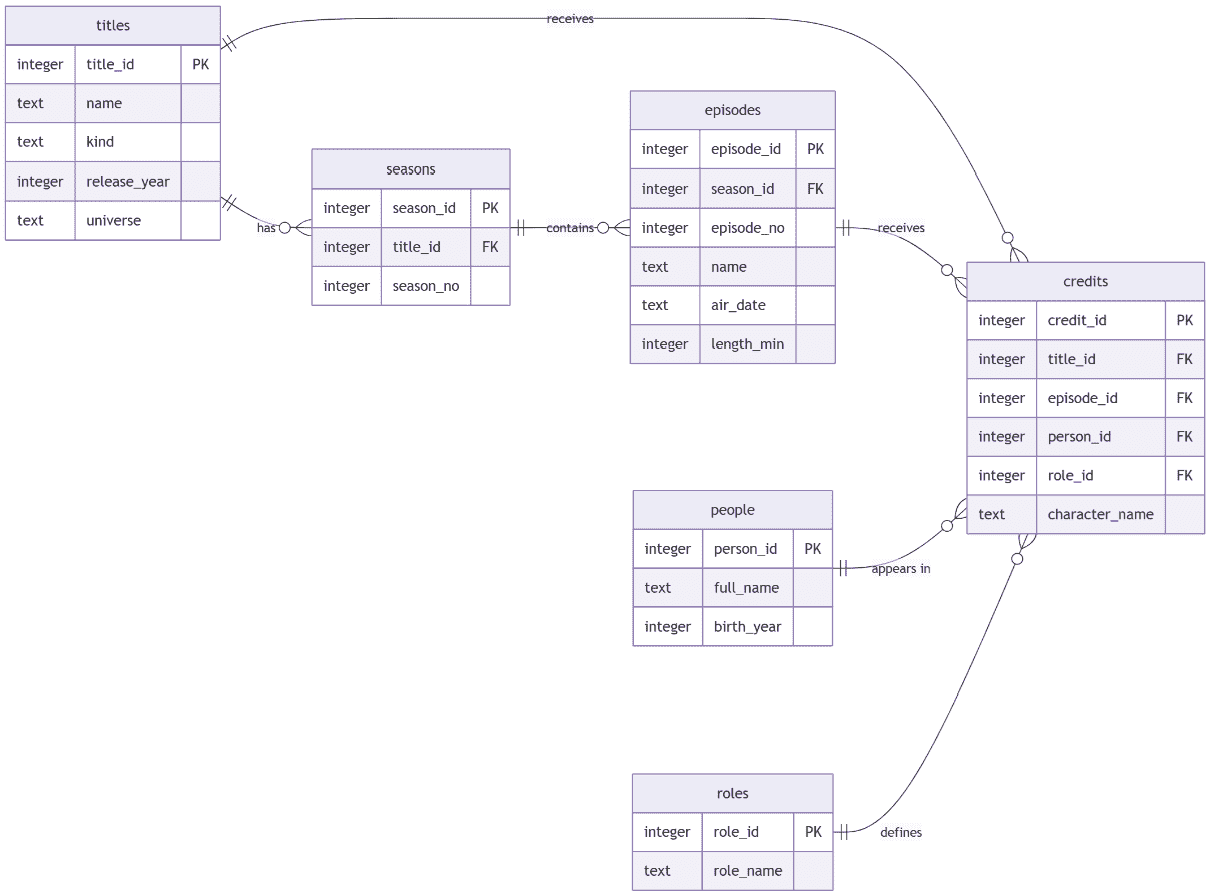 receives
titles
integer title_id PK
text name
text kind
integer release_year
text universe
has
seasons
integer season_id PK
integer title_id FK
integer season_no
contains
episodes
integer episode_id PK
integer season_id FK
integer episode_no
text name
text air_date
integer length_min
receives
credits
integer credit_id PK
integer title_id FK
integer episode_id FK
integer person_id FK
integer role_id FK
text character_name
people
integer person_id PK
text full_name
integer birth_year
appears in
roles
integer role_id PK
text role_name
defines